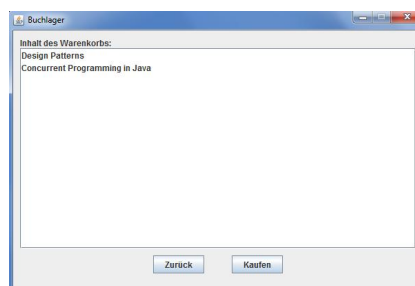 Buchlager
Inhalt des Warenkorbs:
Design Patterns
Concurrent Programming in Java
Zurück
Kaufen